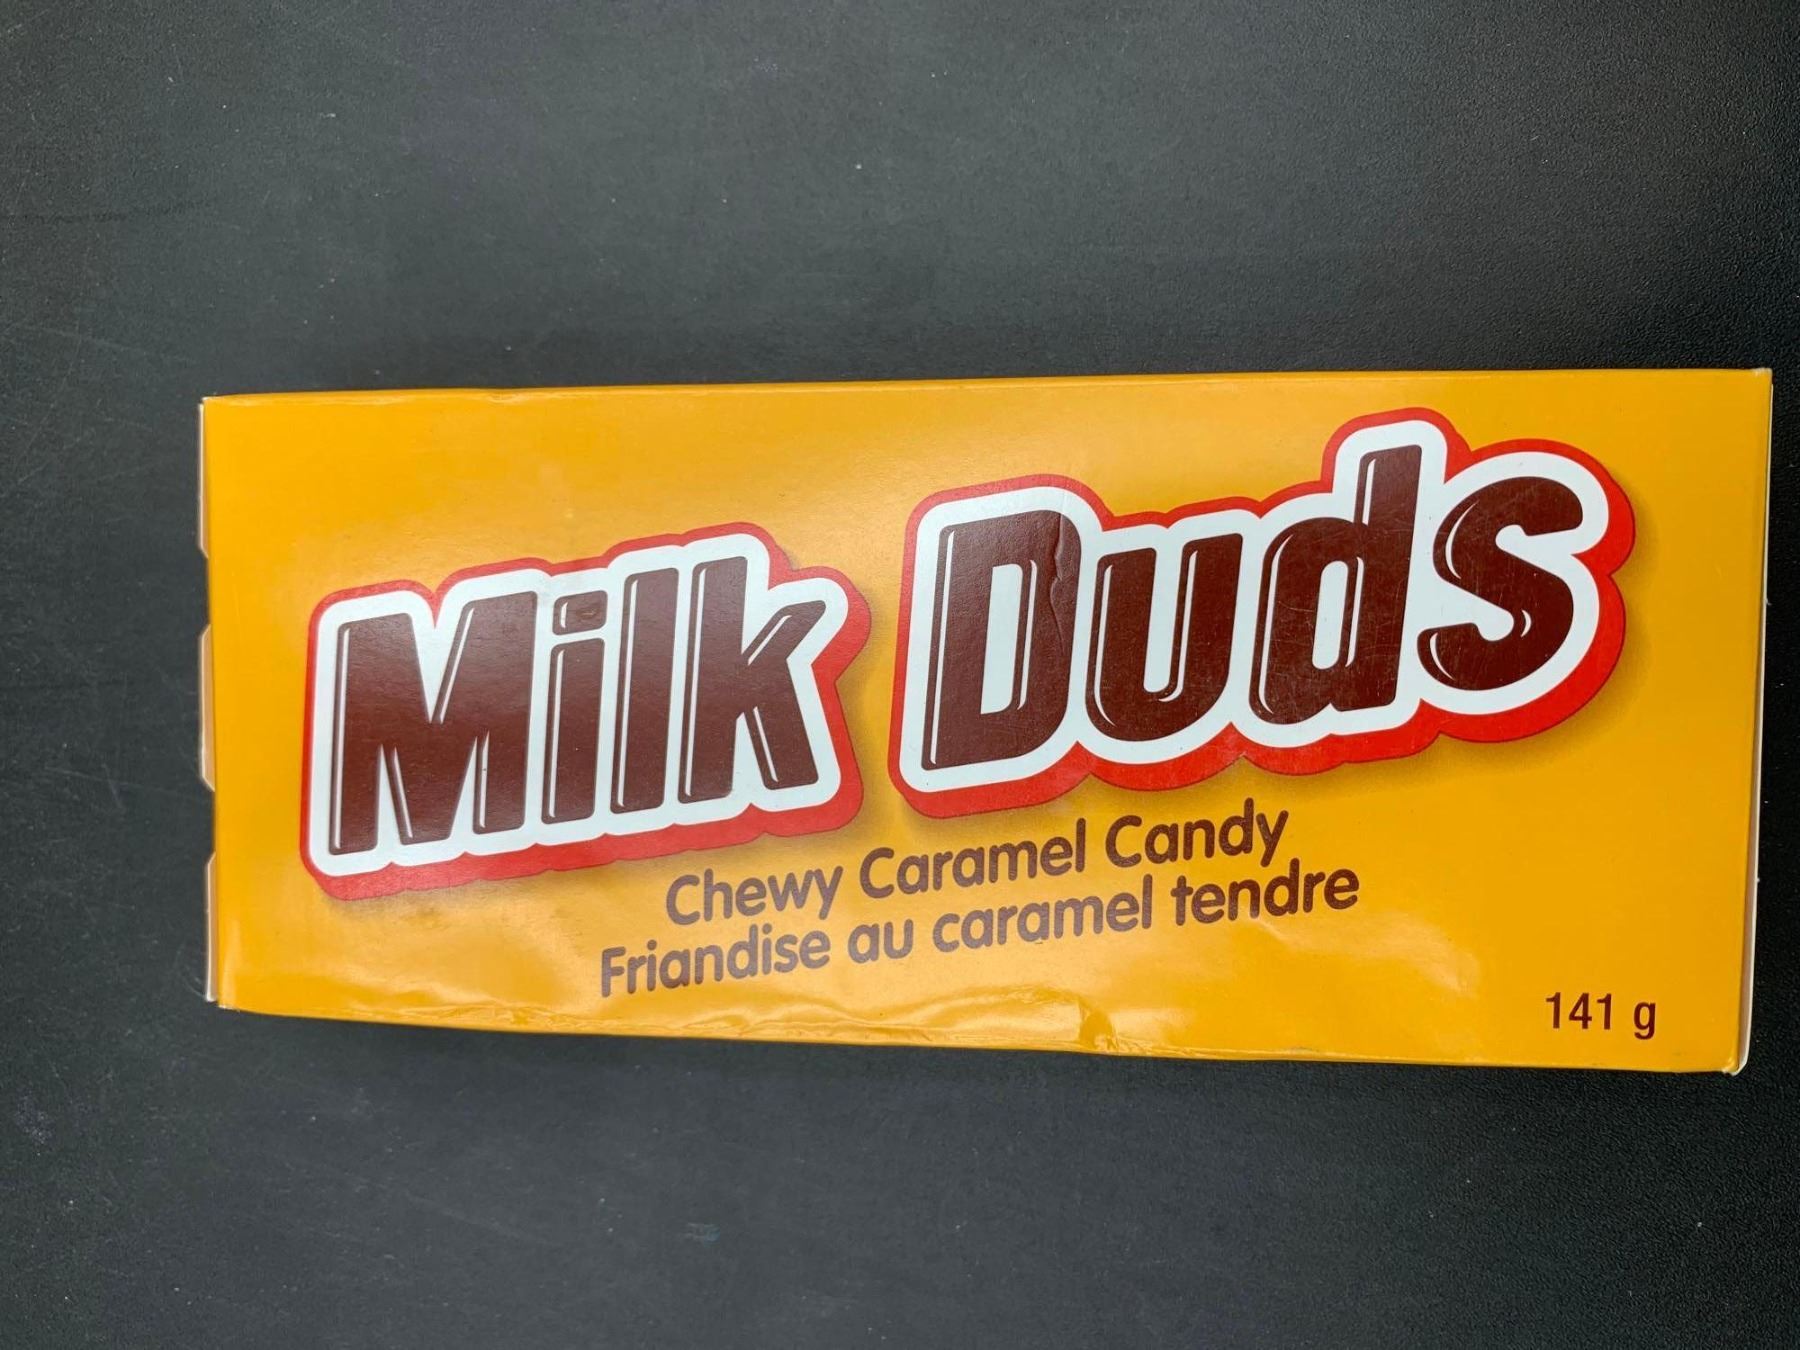 Milk Duds
Chewy Caramel Candy
Friandise au caramel tendre
141 g